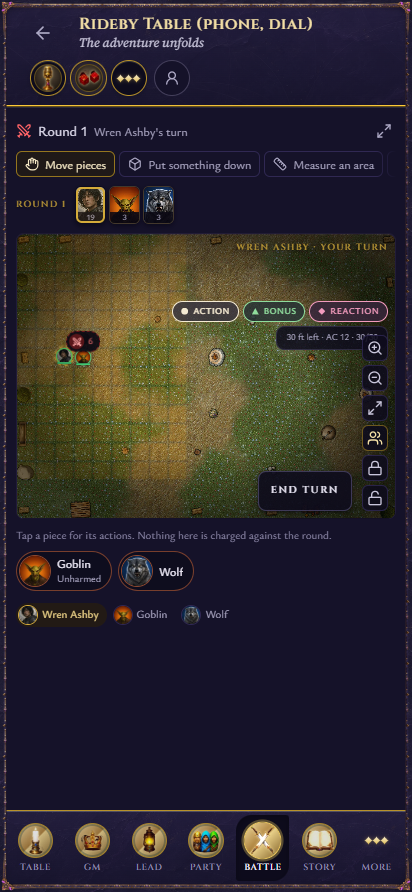 RIDEBY TABLE (PHONE, DIAL)
The adventure unfolds
Round 1 Wren Ashby's turn
Move pieces
Put something down
Measure an area
ROUND 1
19
3
3
WREN ASHBY · YOUR TURN
ACTION
BONUS
REACTION
30 ft left · AC 12 · 30/
6
END TURN
Tap a piece for its actions. Nothing here is charged against the round.
Goblin
Unharmed
Wolf
Wren Ashby
Goblin
Wolf
TABLE
GM
LEAD
PARTY
BATTLE
STORY
MORE